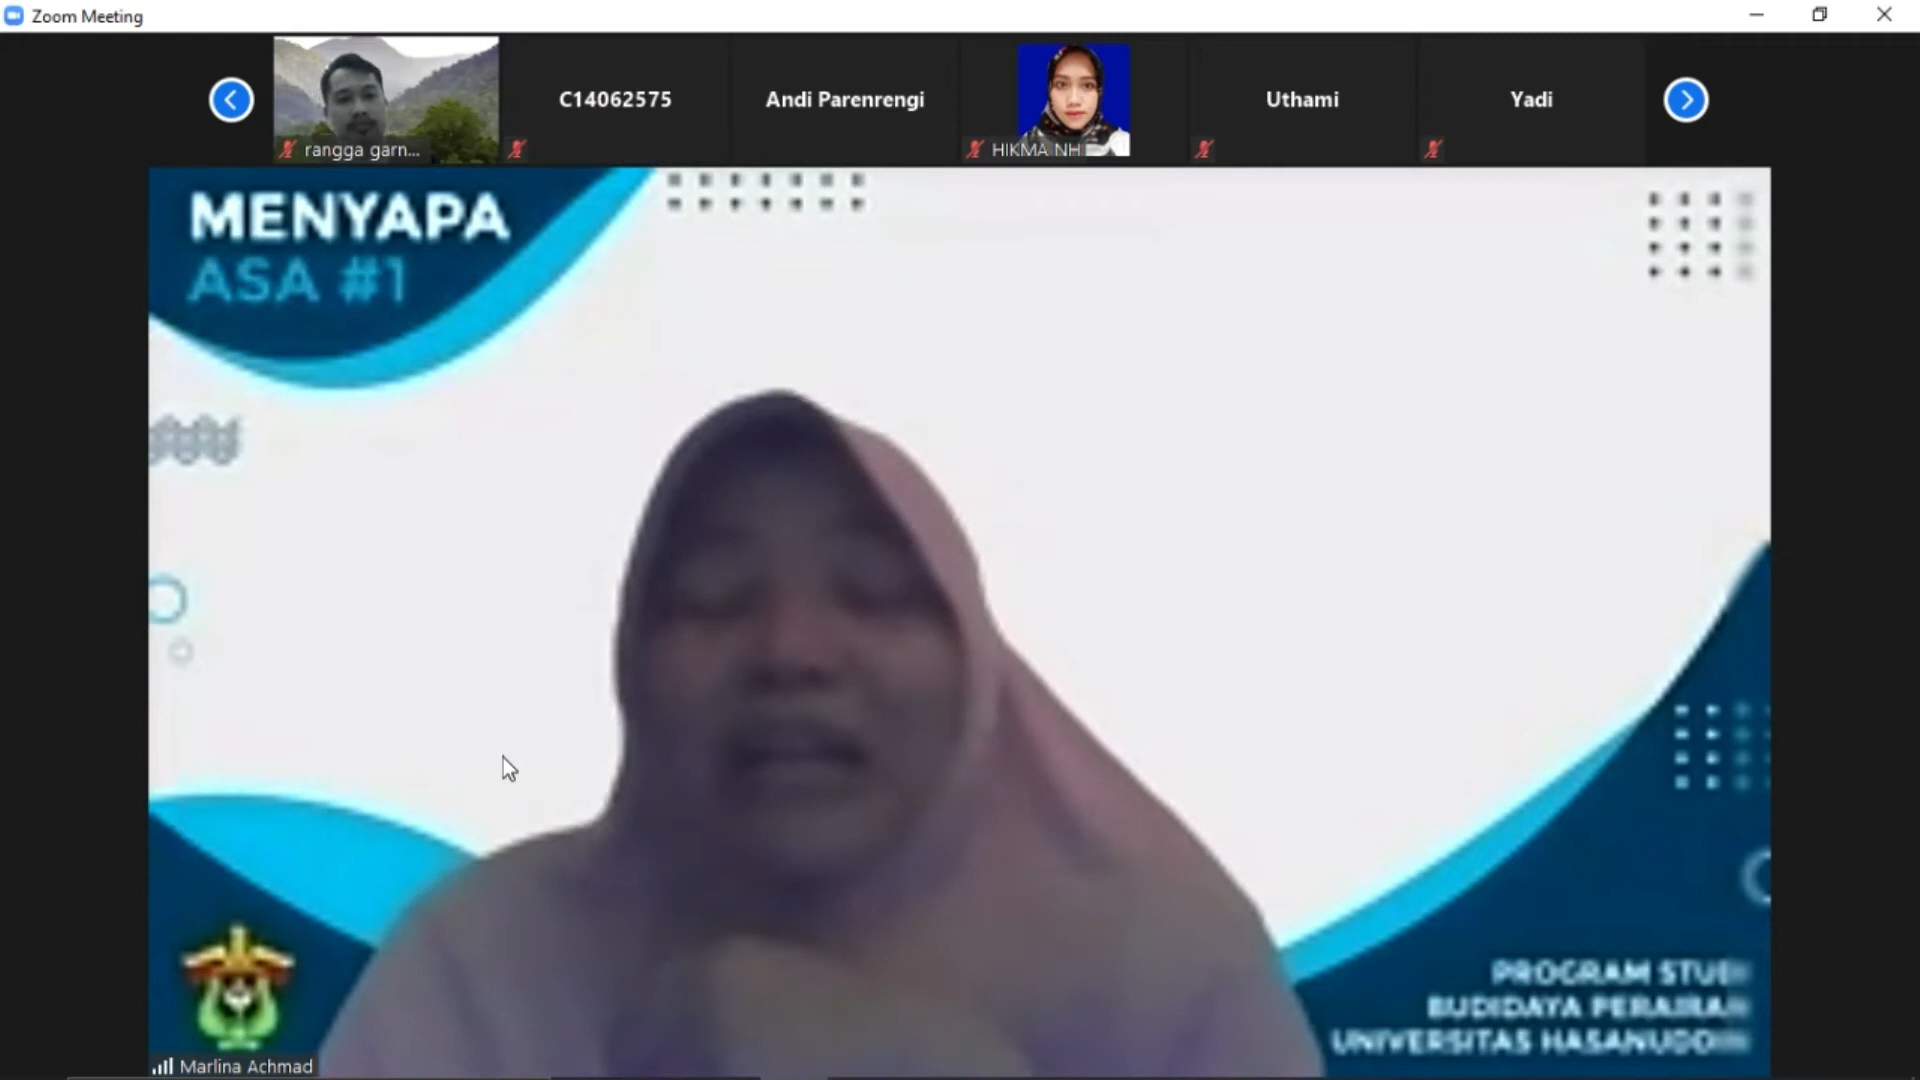 Zoom Meeting
rangga garn...
C14062575
Andi Parenrengi
HIKMA NH
Uthami
Yadi
MENYAPA
ASA #1
PROGRAM STUDI
BUDIDAYA PERAIRAN
UNIVERSITAS HASANUDDIN
Marlina Achmad